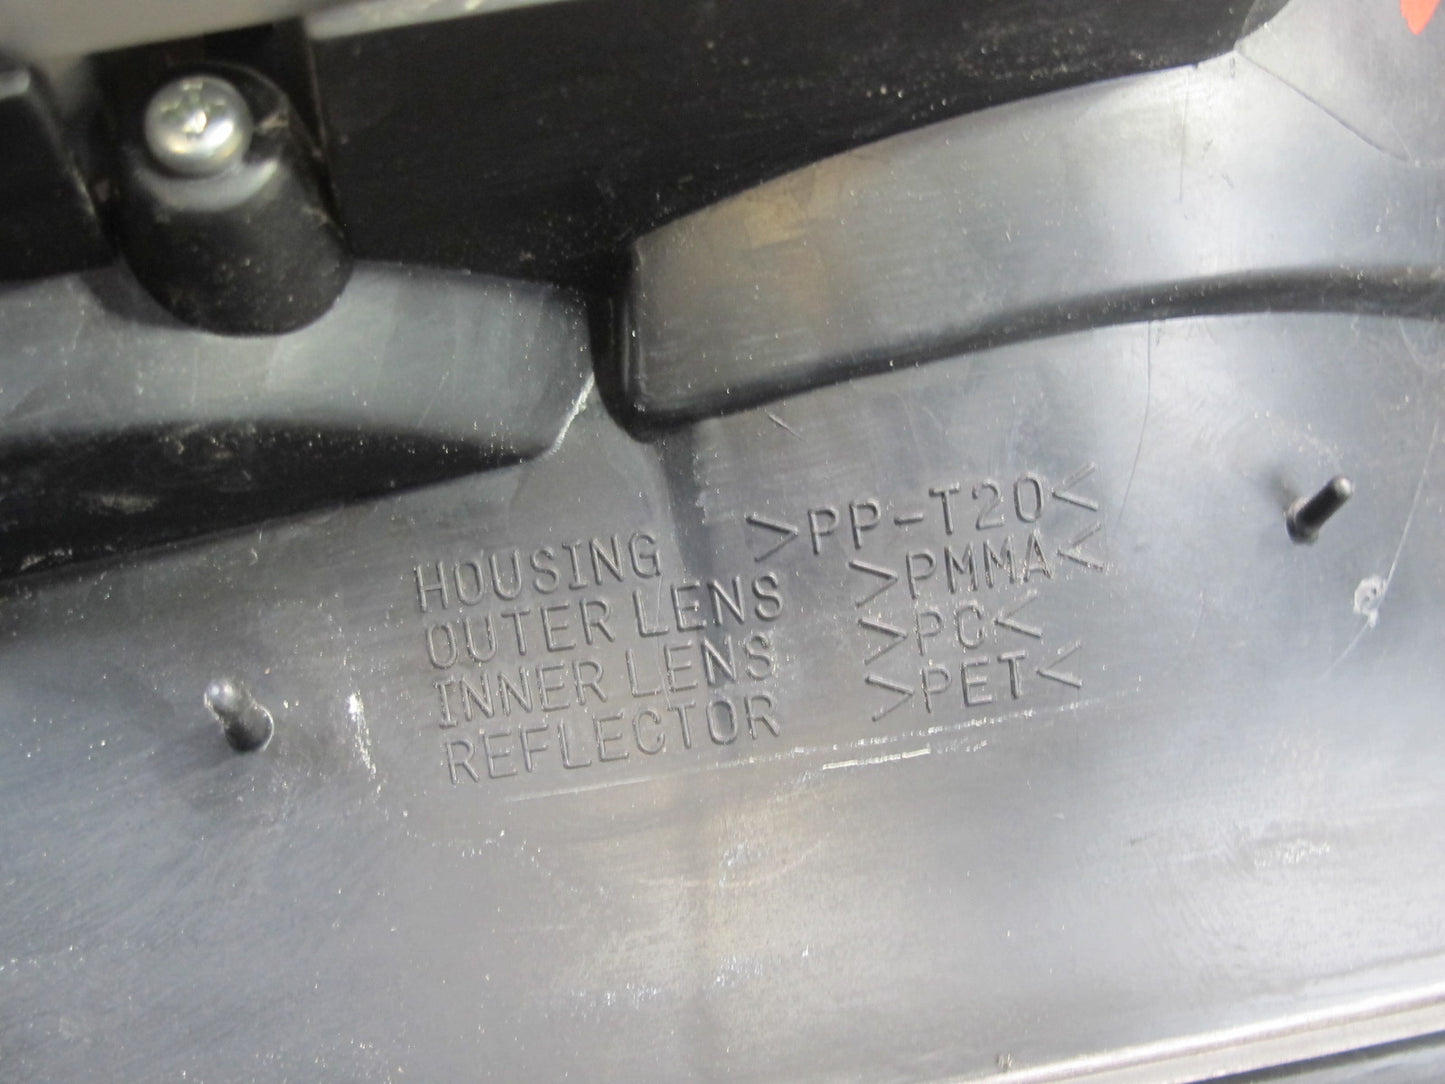 HOUSING >PP-T20<
OUTER LENS >PMMA<
INNER LENS >PC<
REFLECTOR >PET<